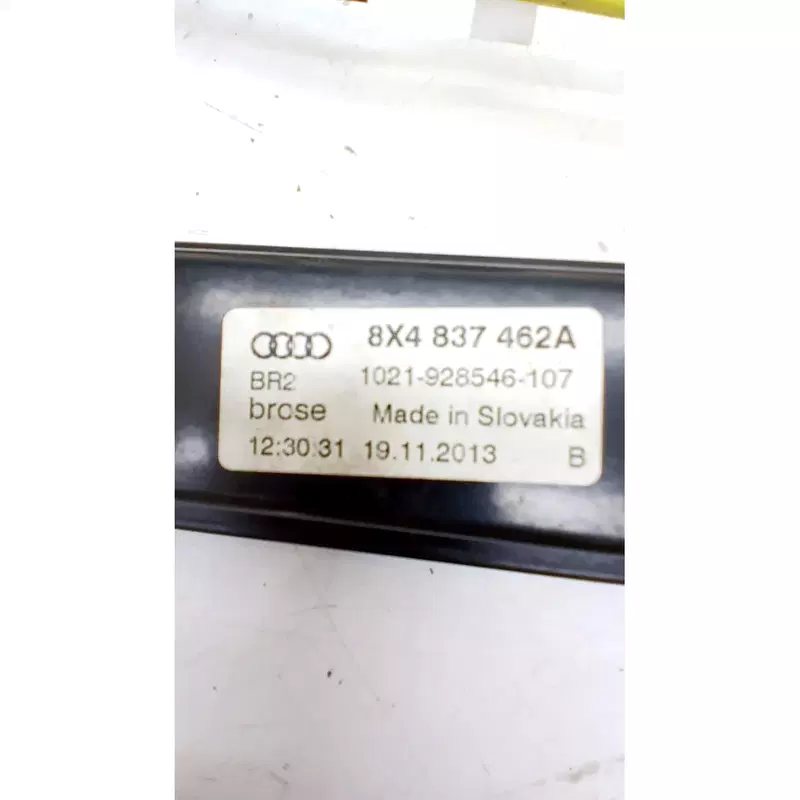 8X4 837 462A
BR2 1021-928546-107
brose Made in Slovakia
12:30:31 19.11.2013 B